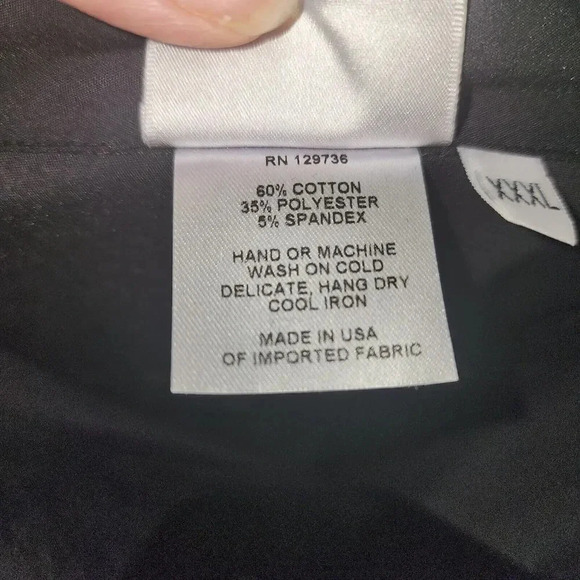 RN 129736
60% COTTON
35% POLYESTER
5% SPANDEX
HAND OR MACHINE
WASH ON COLD
DELICATE, HANG DRY
COOL IRON
MADE IN USA
OF IMPORTED FABRIC
XXXL